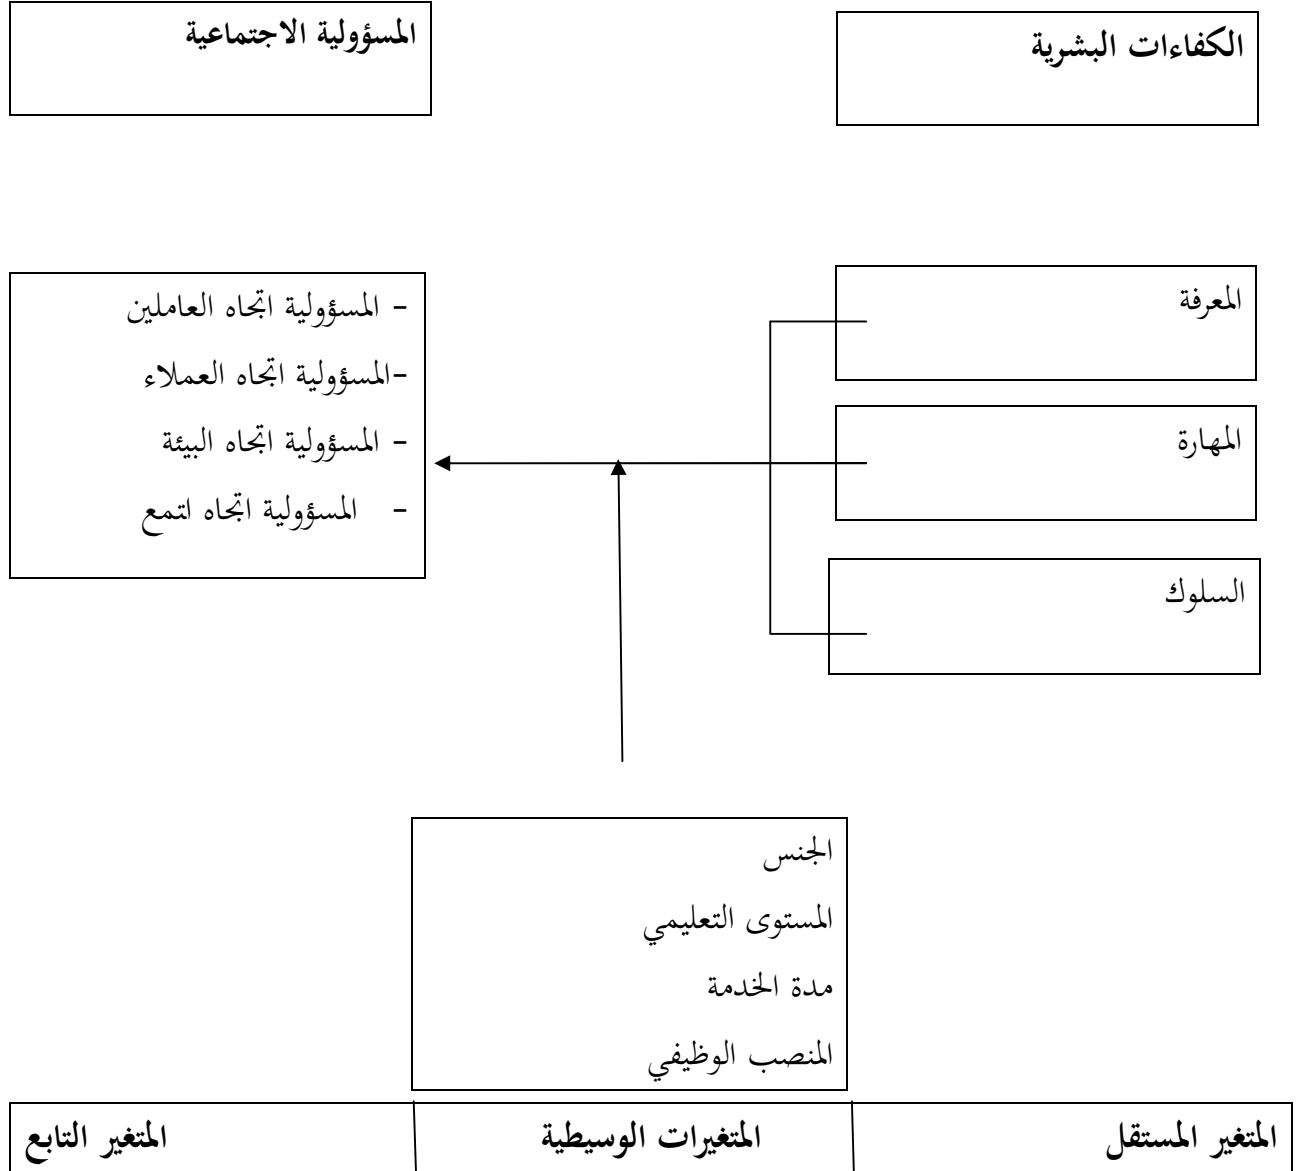 الكفاءات البشرية
المسؤولية الاجتماعية
المعرفة
المهارة
السلوك
- المسؤولية اتجاه العاملين
-المسؤولية اتجاه العملاء
- المسؤولية اتجاه البيئة
- المسؤولية اتجاه اتمع
الجنس
المستوى التعليمي
مدة الخدمة
المنصب الوظيفي
المتغير المستقل
المتغيرات الوسيطية
المتغير التابع